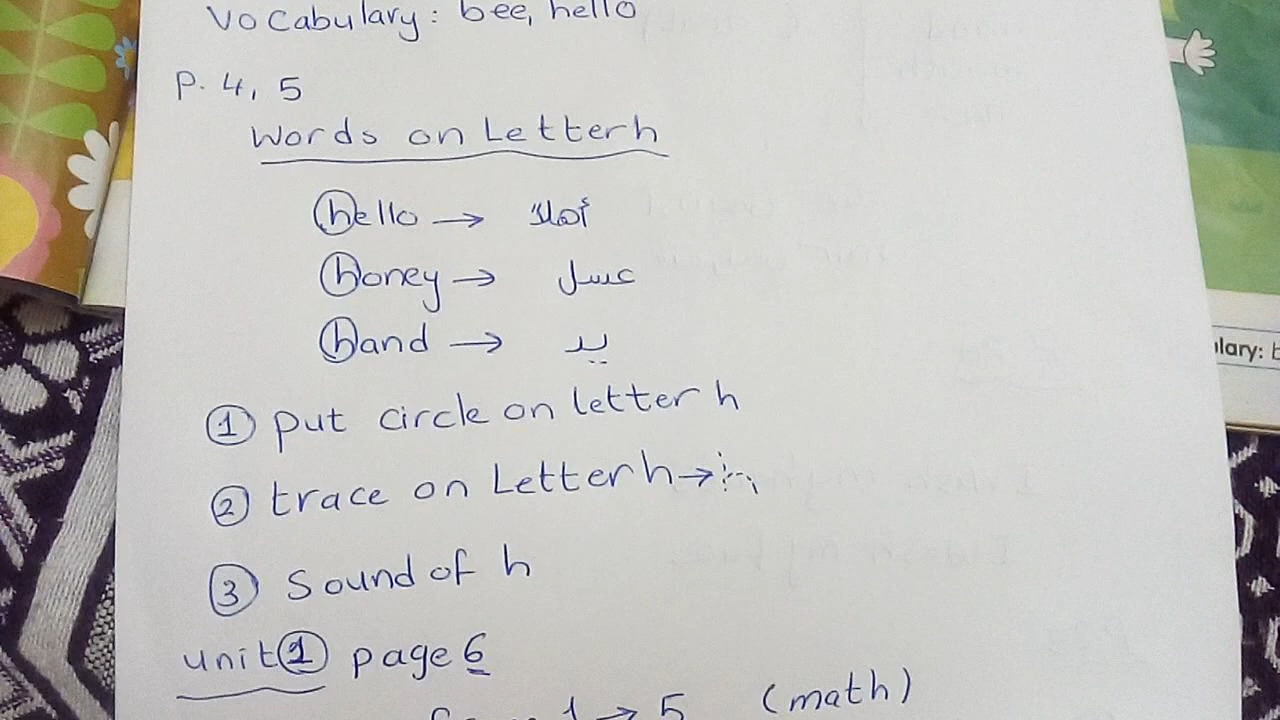 Vocabulary: bee, hello
P. 4, 5
Words on Letter h
hello → أهلاً
honey → عسل
hand → يد
① put circle on letter h
② trace on Letter h →
③ Sound of h
unit ① page 6
1 → 5 (math)
lary: b